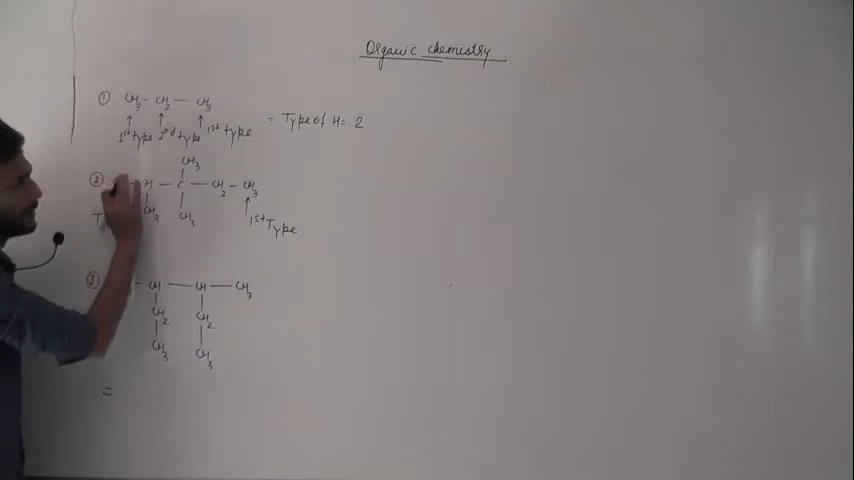 Organic chemistry
① CH3 - CH2 — CH3
↑ ↑ ↑
1st type 2nd type 1st type = Type of H = 2
CH3
|
② CH — C — CH2 - CH3
| | ↑
CH3 CH3 1st Type
T
③ 3 - CH — CH — CH3
| |
CH2 CH2
| |
CH3 CH3
=